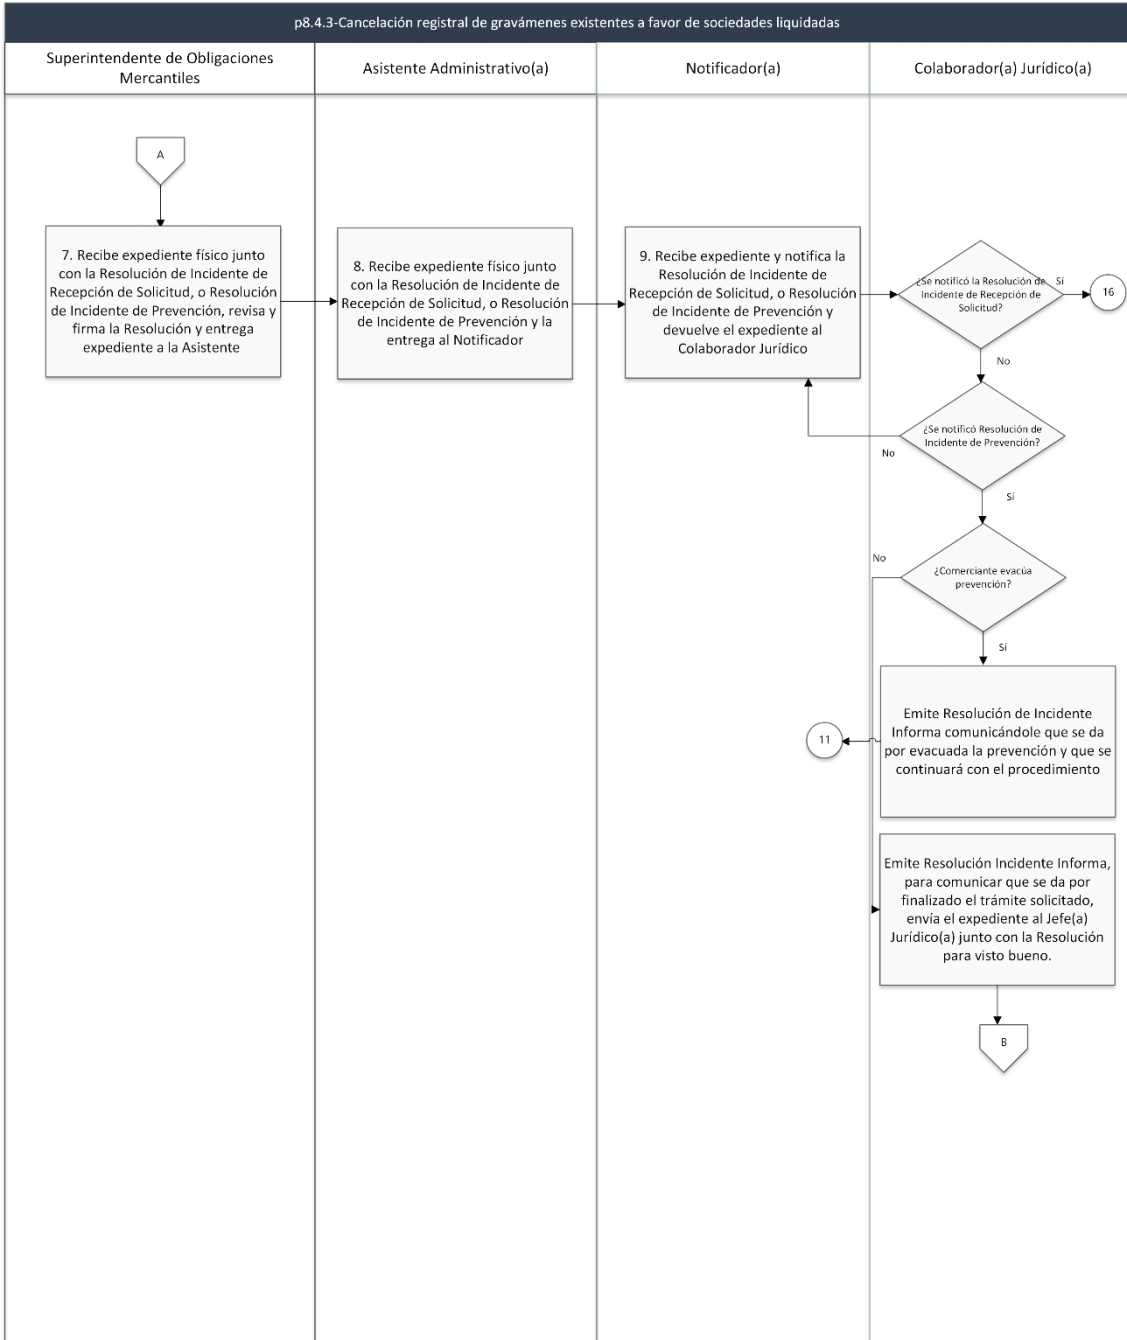 p8.4.3-Cancelación registral de gravámenes existentes a favor de sociedades liquidadas
Superintendente de Obligaciones
Mercantiles
Asistente Administrativo(a)
Notificador(a)
Colaborador(a) Jurídico(a)
A
7. Recibe expediente físico junto
con la Resolución de Incidente de
Recepción de Solicitud, o Resolución
de Incidente de Prevención, revisa y
firma la Resolución y entrega
expediente a la Asistente
8. Recibe expediente físico junto
con la Resolución de Incidente de
Recepción de Solicitud, o Resolución
de Incidente de Prevención y la
entrega al Notificador
9. Recibe expediente y notifica la
Resolución de Incidente de
Recepción de Solicitud, o Resolución
de Incidente de Prevención y
devuelve el expediente al
Colaborador Jurídico
¿Se notificó la Resolución de
Incidente de Recepción de
Solicitud?
Sí
16
No
¿Se notificó Resolución de
Incidente de Prevención?
No
Sí
¿Comerciante evacúa
prevención?
No
Sí
Emite Resolución de Incidente
Informa comunicándole que se da
por evacuada la prevención y que se
continuará con el procedimiento
11
Emite Resolución Incidente Informa,
para comunicar que se da por
finalizado el trámite solicitado,
envía el expediente al Jefe(a)
Jurídico(a) junto con la Resolución
para visto bueno.
B